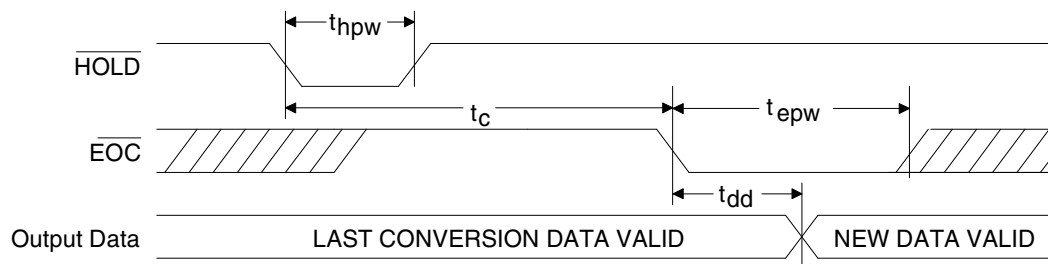 thpw
HOLD
tc
tepw
EOC
tdd
Output Data LAST CONVERSION DATA VALID NEW DATA VALID